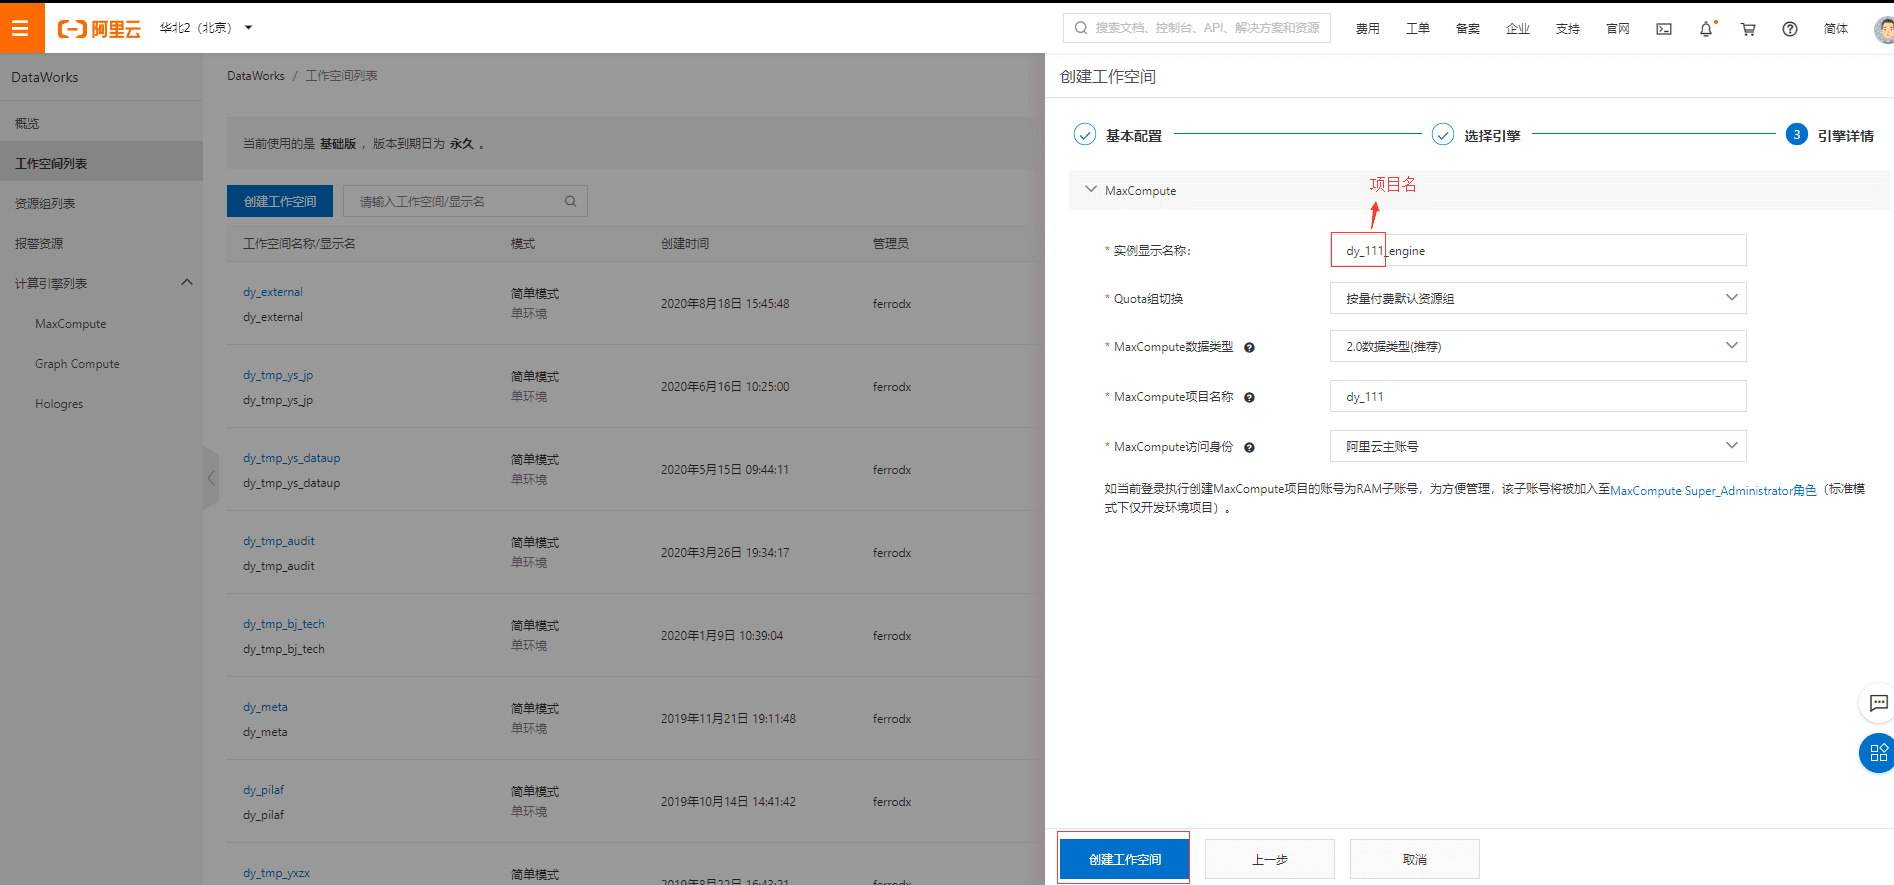 阿里云
华北2（北京）
搜索文档、控制台、API、解决方案和资源
费用
工单
备案
企业
支持
官网
简体
DataWorks
概览
工作空间列表
资源组列表
报警资源
计算引擎列表
MaxCompute
Graph Compute
Hologres
DataWorks / 工作空间列表
当前使用的是 基础版 ，版本到期日为 永久 。
创建工作空间
请输入工作空间/显示名
工作空间名称/显示名 模式 创建时间 管理员
dy_external 简单模式
dy_external 单环境 2020年8月18日 15:45:48 ferrodx
dy_tmp_ys_jp 简单模式
dy_tmp_ys_jp 单环境 2020年6月16日 10:25:00 ferrodx
dy_tmp_ys_dataup 简单模式
dy_tmp_ys_dataup 单环境 2020年5月15日 09:44:11 ferrodx
dy_tmp_audit 简单模式
dy_tmp_audit 单环境 2020年3月26日 19:34:17 ferrodx
dy_tmp_bj_tech 简单模式
dy_tmp_bj_tech 单环境 2020年1月9日 10:39:04 ferrodx
dy_meta 简单模式
dy_meta 单环境 2019年11月21日 19:11:48 ferrodx
dy_pilaf 简单模式
dy_pilaf 单环境 2019年10月14日 14:41:42 ferrodx
dy_tmp_yxzx 简单模式
2019年8月22日 16:43:21 ferrodx
创建工作空间
基本配置
选择引擎
3 引擎详情
MaxCompute
项目名
* 实例显示名称: dy_111_engine
* Quota组切换 按量付费默认资源组
* MaxCompute数据类型 2.0数据类型(推荐)
* MaxCompute项目名称 dy_111
* MaxCompute访问身份 阿里云主账号
如当前登录执行创建MaxCompute项目的账号为RAM子账号，为方便管理，该子账号将被加入至MaxCompute Super_Administrator角色（标准模
式下仅开发环境项目）。
创建工作空间
上一步
取消